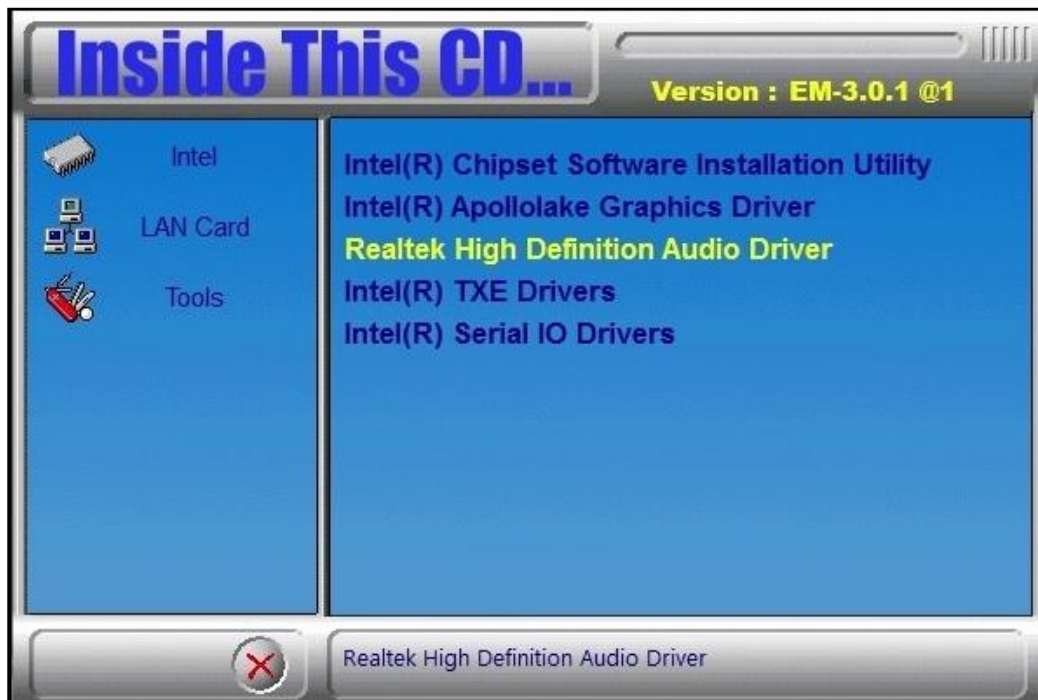 Inside This CD...
Version : EM-3.0.1 @1
Intel
LAN Card
Tools
Intel(R) Chipset Software Installation Utility
Intel(R) Apollolake Graphics Driver
Realtek High Definition Audio Driver
Intel(R) TXE Drivers
Intel(R) Serial IO Drivers
Realtek High Definition Audio Driver